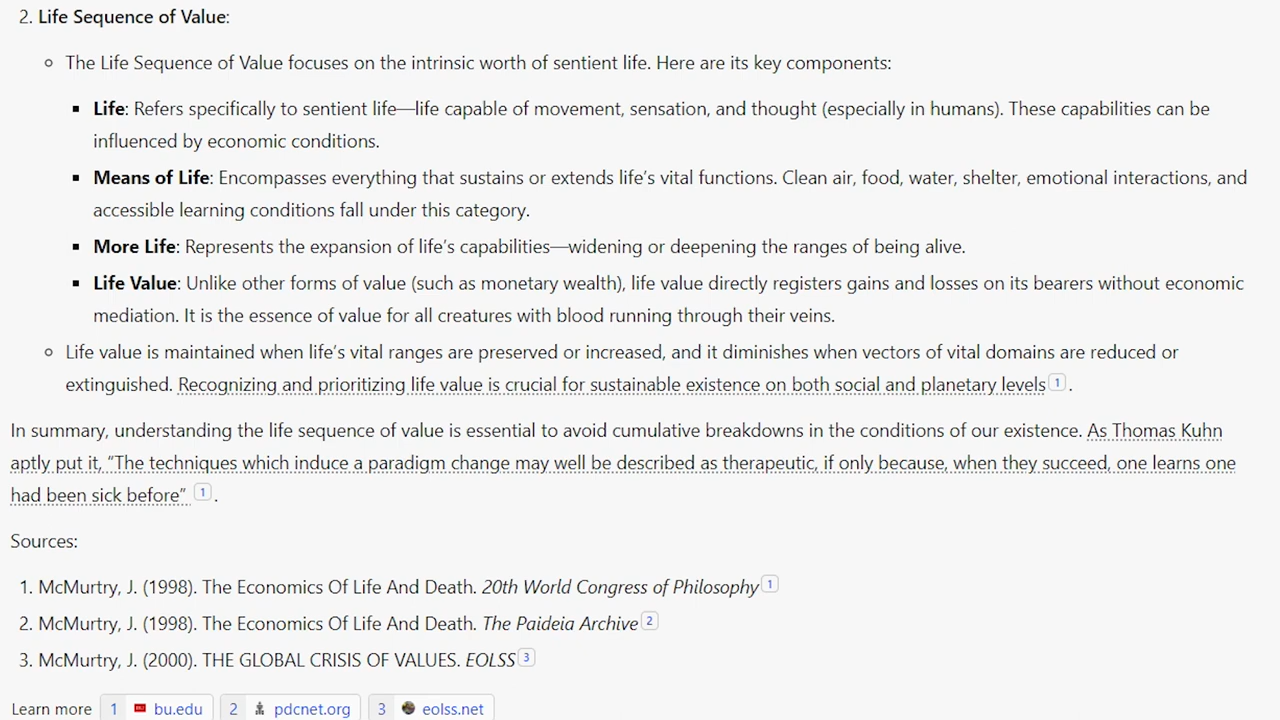 2. Life Sequence of Value:
The Life Sequence of Value focuses on the intrinsic worth of sentient life. Here are its key components:
Life: Refers specifically to sentient life—life capable of movement, sensation, and thought (especially in humans). These capabilities can be
influenced by economic conditions.
Means of Life: Encompasses everything that sustains or extends life's vital functions. Clean air, food, water, shelter, emotional interactions, and
accessible learning conditions fall under this category.
More Life: Represents the expansion of life's capabilities—widening or deepening the ranges of being alive.
Life Value: Unlike other forms of value (such as monetary wealth), life value directly registers gains and losses on its bearers without economic
mediation. It is the essence of value for all creatures with blood running through their veins.
Life value is maintained when life's vital ranges are preserved or increased, and it diminishes when vectors of vital domains are reduced or
extinguished. Recognizing and prioritizing life value is crucial for sustainable existence on both social and planetary levels 1 .
In summary, understanding the life sequence of value is essential to avoid cumulative breakdowns in the conditions of our existence. As Thomas Kuhn
aptly put it, "The techniques which induce a paradigm change may well be described as therapeutic, if only because, when they succeed, one learns one
had been sick before" 1 .
Sources:
1. McMurtry, J. (1998). The Economics Of Life And Death. 20th World Congress of Philosophy 1
2. McMurtry, J. (1998). The Economics Of Life And Death. The Paideia Archive 2
3. McMurtry, J. (2000). THE GLOBAL CRISIS OF VALUES. EOLSS 3
Learn more 1 bu.edu 2 pdcnet.org 3 eolss.net